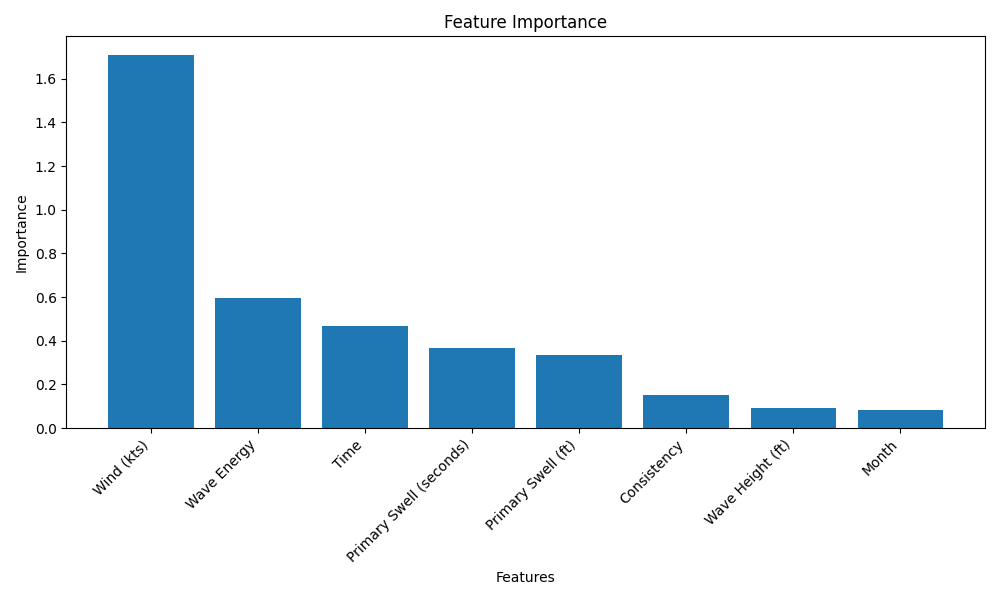 Feature Importance
Importance
1.6
1.4
1.2
1.0
0.8
0.6
0.4
0.2
0.0
Wind (kts)
Wave Energy
Time
Primary Swell (seconds)
Primary Swell (ft)
Consistency
Wave Height (ft)
Month
Features